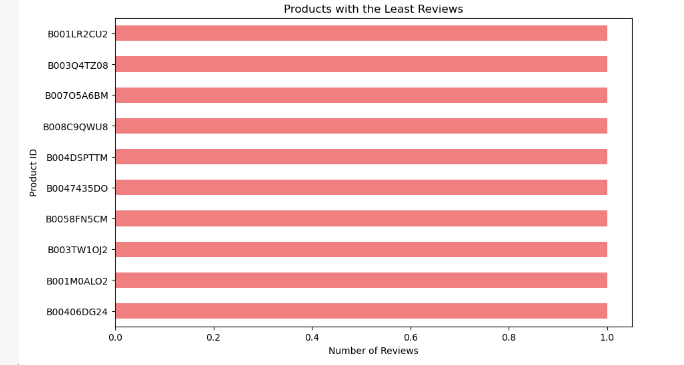 Products with the Least Reviews
B001LR2CU2
B003Q4TZ08
B007O5A6BM
B008C9QWU8
B004DSPTTM
B0047435DO
B0058FN5CM
B003TW1OJ2
B001M0ALO2
B00406DG24
Product ID
0.0 0.2 0.4 0.6 0.8 1.0
Number of Reviews